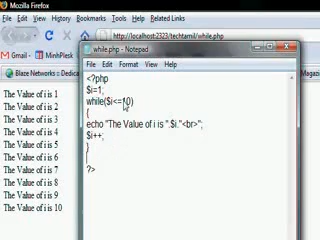 Mozilla Firefox
File Edit View History Bookmarks Tools Help Related Links
http://localhost:2323/techtamil/while.php
Gmail MinhPlesk
Blaze Networks :: Dedica
while.php - Notepad
File Edit Format View Help
<?php
$i=1;
while($i<=10)
{
echo "The Value of i is ".$i."<br>";
$i++;
}
?>
The Value of i is 1
The Value of i is 2
The Value of i is 3
The Value of i is 4
The Value of i is 5
The Value of i is 6
The Value of i is 7
The Value of i is 8
The Value of i is 9
The Value of i is 10